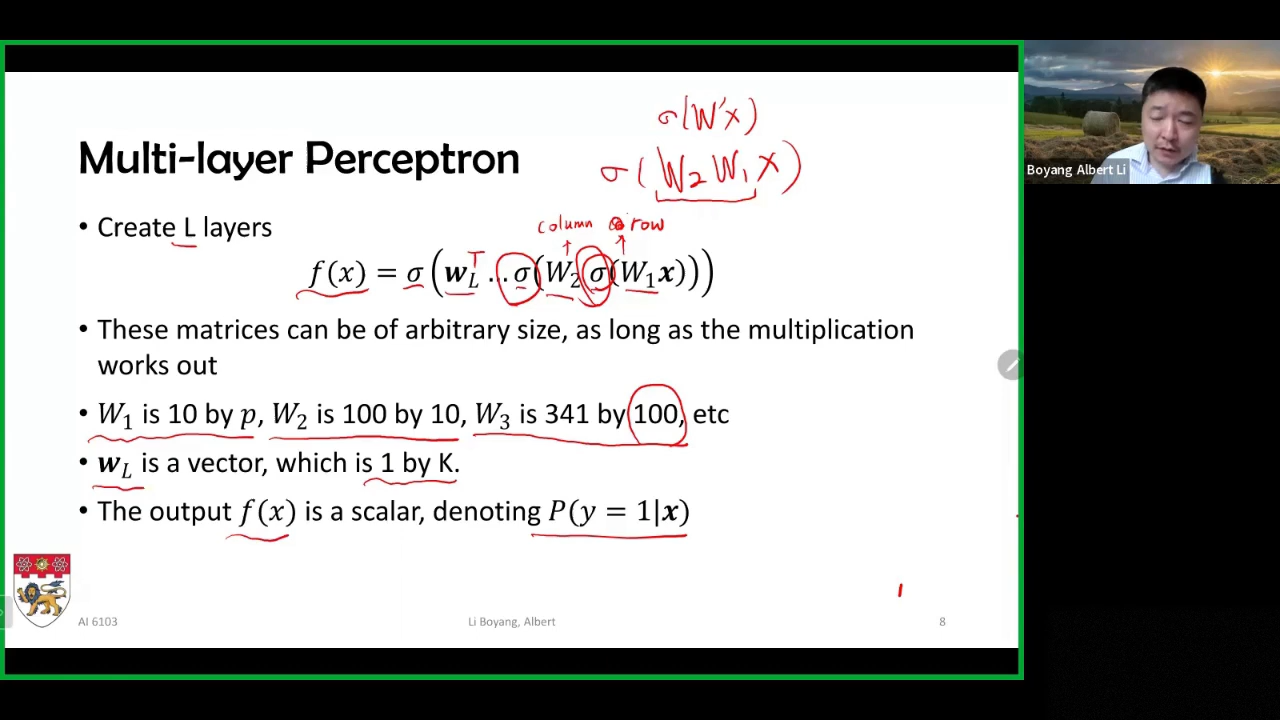 σ(W'x)
Multi-layer Perceptron
σ(W₂W₁x)
• Create L layers
column row
f(x) = σ(w_L^T …σ(W₂σ(W₁x)))
• These matrices can be of arbitrary size, as long as the multiplication
works out
• W₁ is 10 by p, W₂ is 100 by 10, W₃ is 341 by 100, etc
• w_L is a vector, which is 1 by K.
• The output f(x) is a scalar, denoting P(y = 1|x)
AI 6103
Li Boyang, Albert
8
Boyang Albert Li